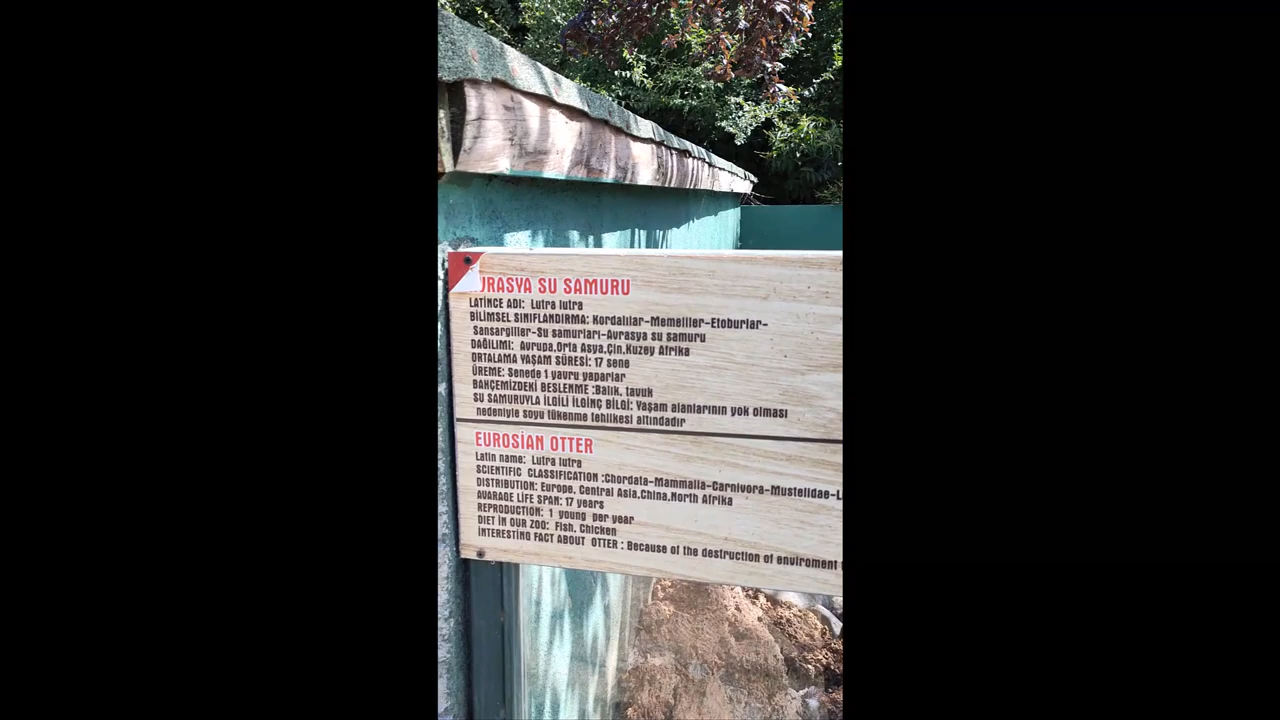 URASYA SU SAMURU
LATİNCE ADI: Lutra lutra
BİLİMSEL SINIFLANDIRMA: Kordalılar-Memeliler-Etoburlar-
Sansargiller-Su samurları-Avrasya su samuru
DAĞILIMI: Avrupa,Orta Asya,Çin,Kuzey Afrika
ORTALAMA YAŞAM SÜRESİ: 17 sene
ÜREME: Senede 1 yavru yaparlar
BAHÇEMİZDEKİ BESLENME :Balık, tavuk
SU SAMURUYLA İLGİLİ İLGİNÇ BİLGİ: Yaşam alanlarının yok olması
nedeniyle soyu tükenme tehlikesi altındadır
EUROSİAN OTTER
Latin name: Lutra lutra
SCIENTIFIC CLASSIFICATION :Chordata-Mammalia-Carnivora-Mustelidae-L
DISTRIBUTION: Europe, Central Asia,China,North Afrika
AVARAGE LİFE SPAN: 17 years
REPRODUCTION: 1 young per year
DIET İN OUR ZOO: Fish, Chicken
İNTERESTİNG FACT ABOUT OTTER : Because of the destruction of enviroment